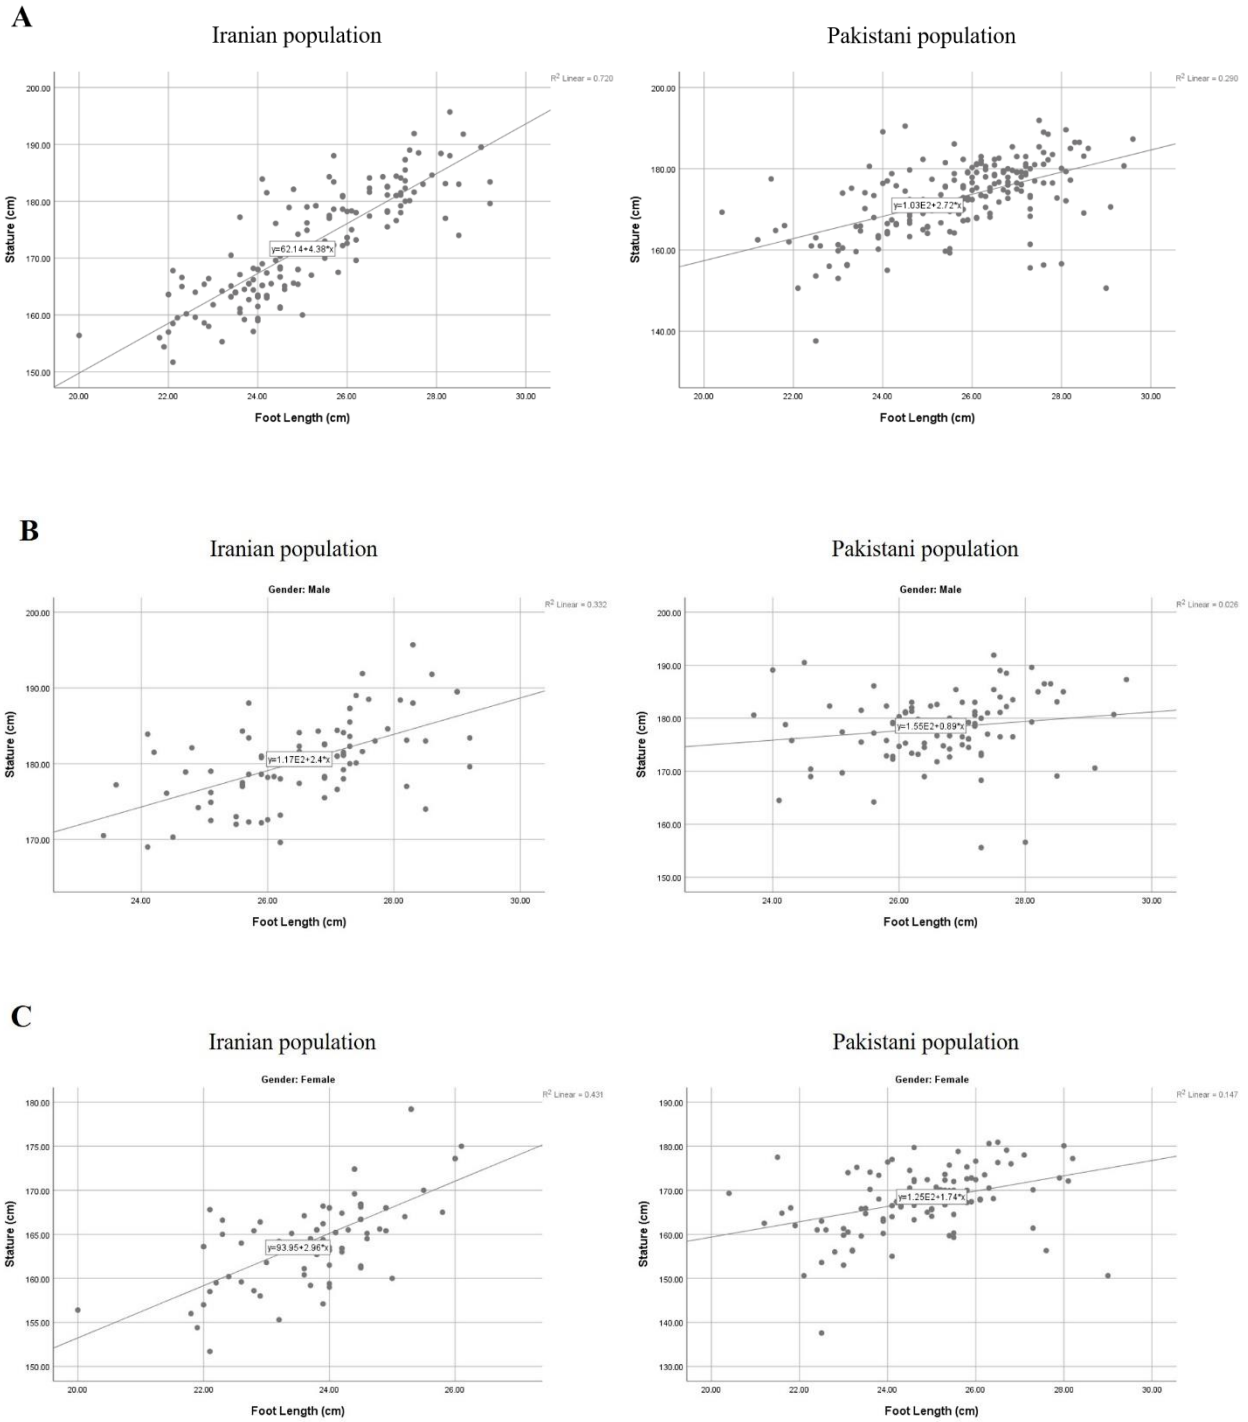 A
Iranian population
Pakistani population
R² Linear = 0.720
200.00
190.00
180.00
170.00
160.00
150.00
y=62.14+4.38*x
20.00 22.00 24.00 26.00 28.00 30.00
Stature (cm)
Foot Length (cm)
R² Linear = 0.290
200.00
180.00
160.00
140.00
y=1.03E2+2.72*x
20.00 22.00 24.00 26.00 28.00 30.00
Stature (cm)
Foot Length (cm)
B
Iranian population
Pakistani population
Gender: Male
R² Linear = 0.332
200.00
190.00
180.00
170.00
y=1.17E2+2.4*x
24.00 26.00 28.00 30.00
Stature (cm)
Foot Length (cm)
Gender: Male
R² Linear = 0.026
200.00
190.00
180.00
170.00
160.00
150.00
y=1.55E2+0.89*x
24.00 26.00 28.00 30.00
Stature (cm)
Foot Length (cm)
C
Iranian population
Pakistani population
Gender: Female
R² Linear = 0.431
180.00
175.00
170.00
165.00
160.00
155.00
150.00
y=93.95+2.96*x
20.00 22.00 24.00 26.00
Stature (cm)
Foot Length (cm)
Gender: Female
R² Linear = 0.147
190.00
180.00
170.00
160.00
150.00
140.00
130.00
y=1.25E2+1.74*x
20.00 22.00 24.00 26.00 28.00 30.00
Stature (cm)
Foot Length (cm)